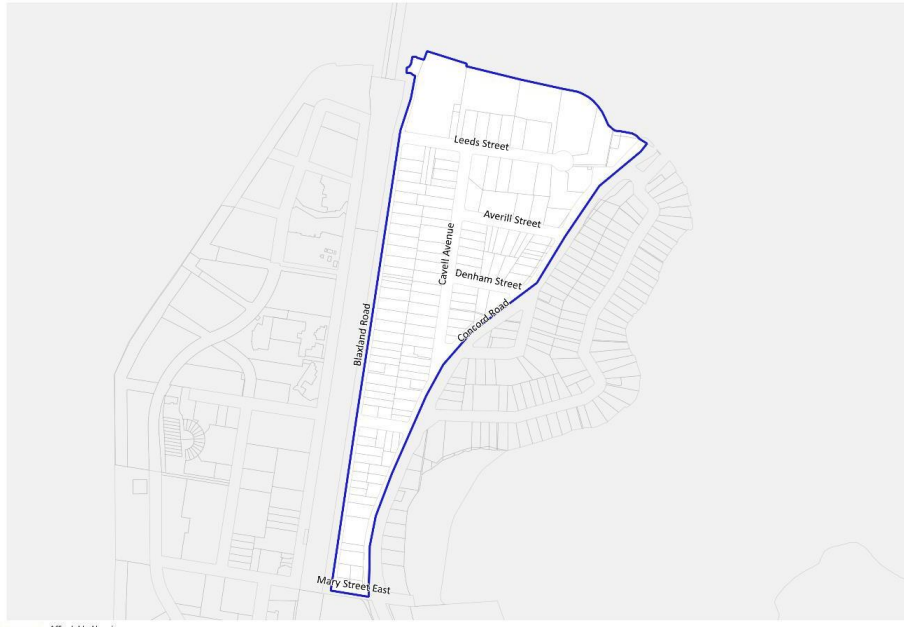 Leeds Street
Averill Street
Cavell Avenue
Denham Street
Concord Road
Blaxland Road
Mary Street East